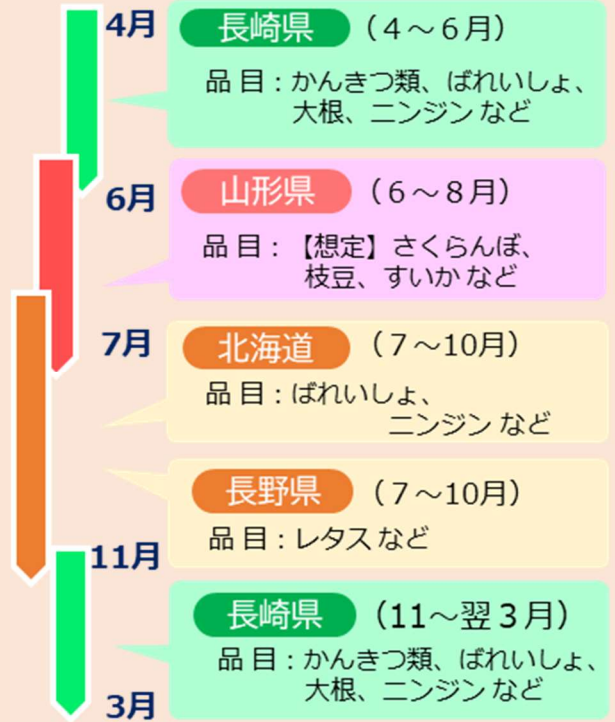 4月
長崎県 （４～６月）
品 目：かんきつ類、ばれいしょ、
大根、ニンジン など
6月
山形県 （６～８月）
品 目：【想定】さくらんぼ、
枝豆、すいか など
7月
北海道 （７～10月）
品 目：ばれいしょ、
ニンジン など
長野県 （７～10月）
品 目：レタス など
11月
長崎県 （11～翌３月）
品 目：かんきつ類、ばれいしょ、
大根、ニンジン など
3月